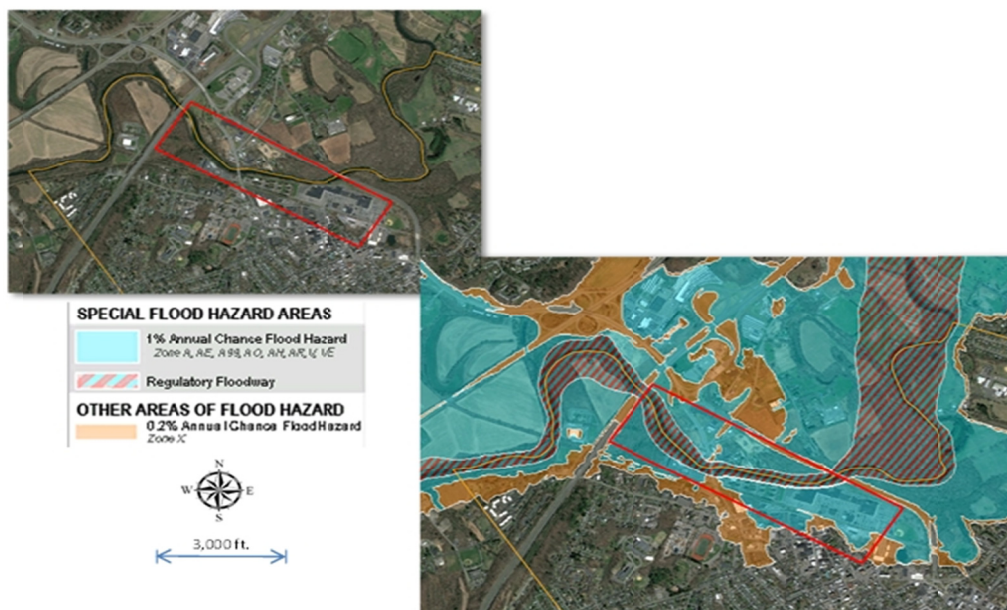 SPECIAL FLOOD HAZARD AREAS
1% Annual Chance Flood Hazard
Zone A, AE, A99, AO, AH, AR, V, VE
Regulatory Floodway
OTHER AREAS OF FLOOD HAZARD
0.2% Annual Chance Flood Hazard
Zone X
N
W
E
S
3,000 ft.